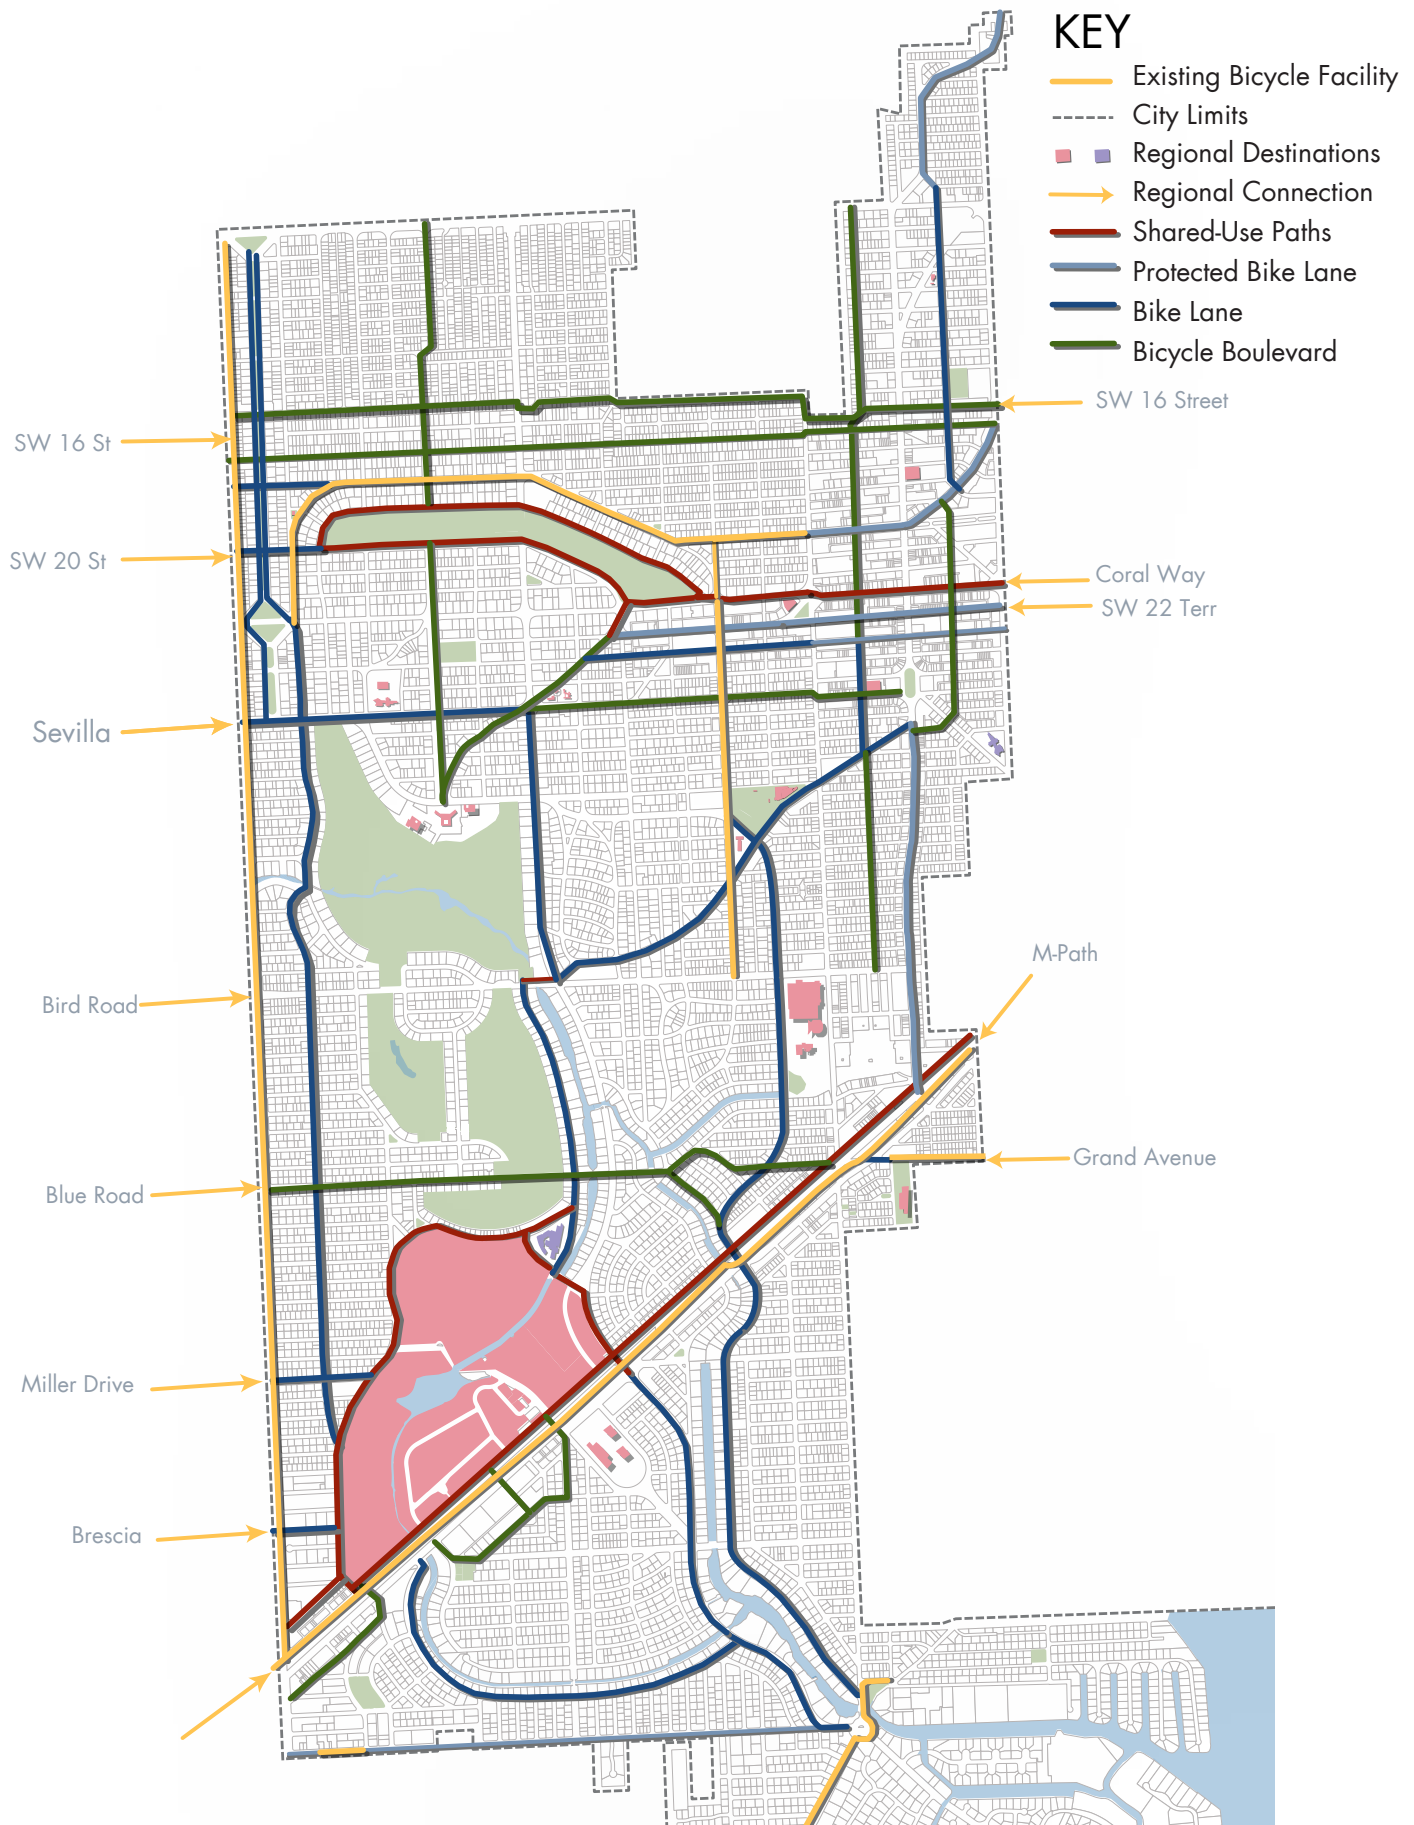 KEY
Existing Bicycle Facility
City Limits
Regional Destinations
Regional Connection
Shared-Use Paths
Protected Bike Lane
Bike Lane
Bicycle Boulevard
SW 16 Street
SW 16 St
SW 20 St
Coral Way
SW 22 Terr
Sevilla
M-Path
Bird Road
Grand Avenue
Blue Road
Miller Drive
Brescia